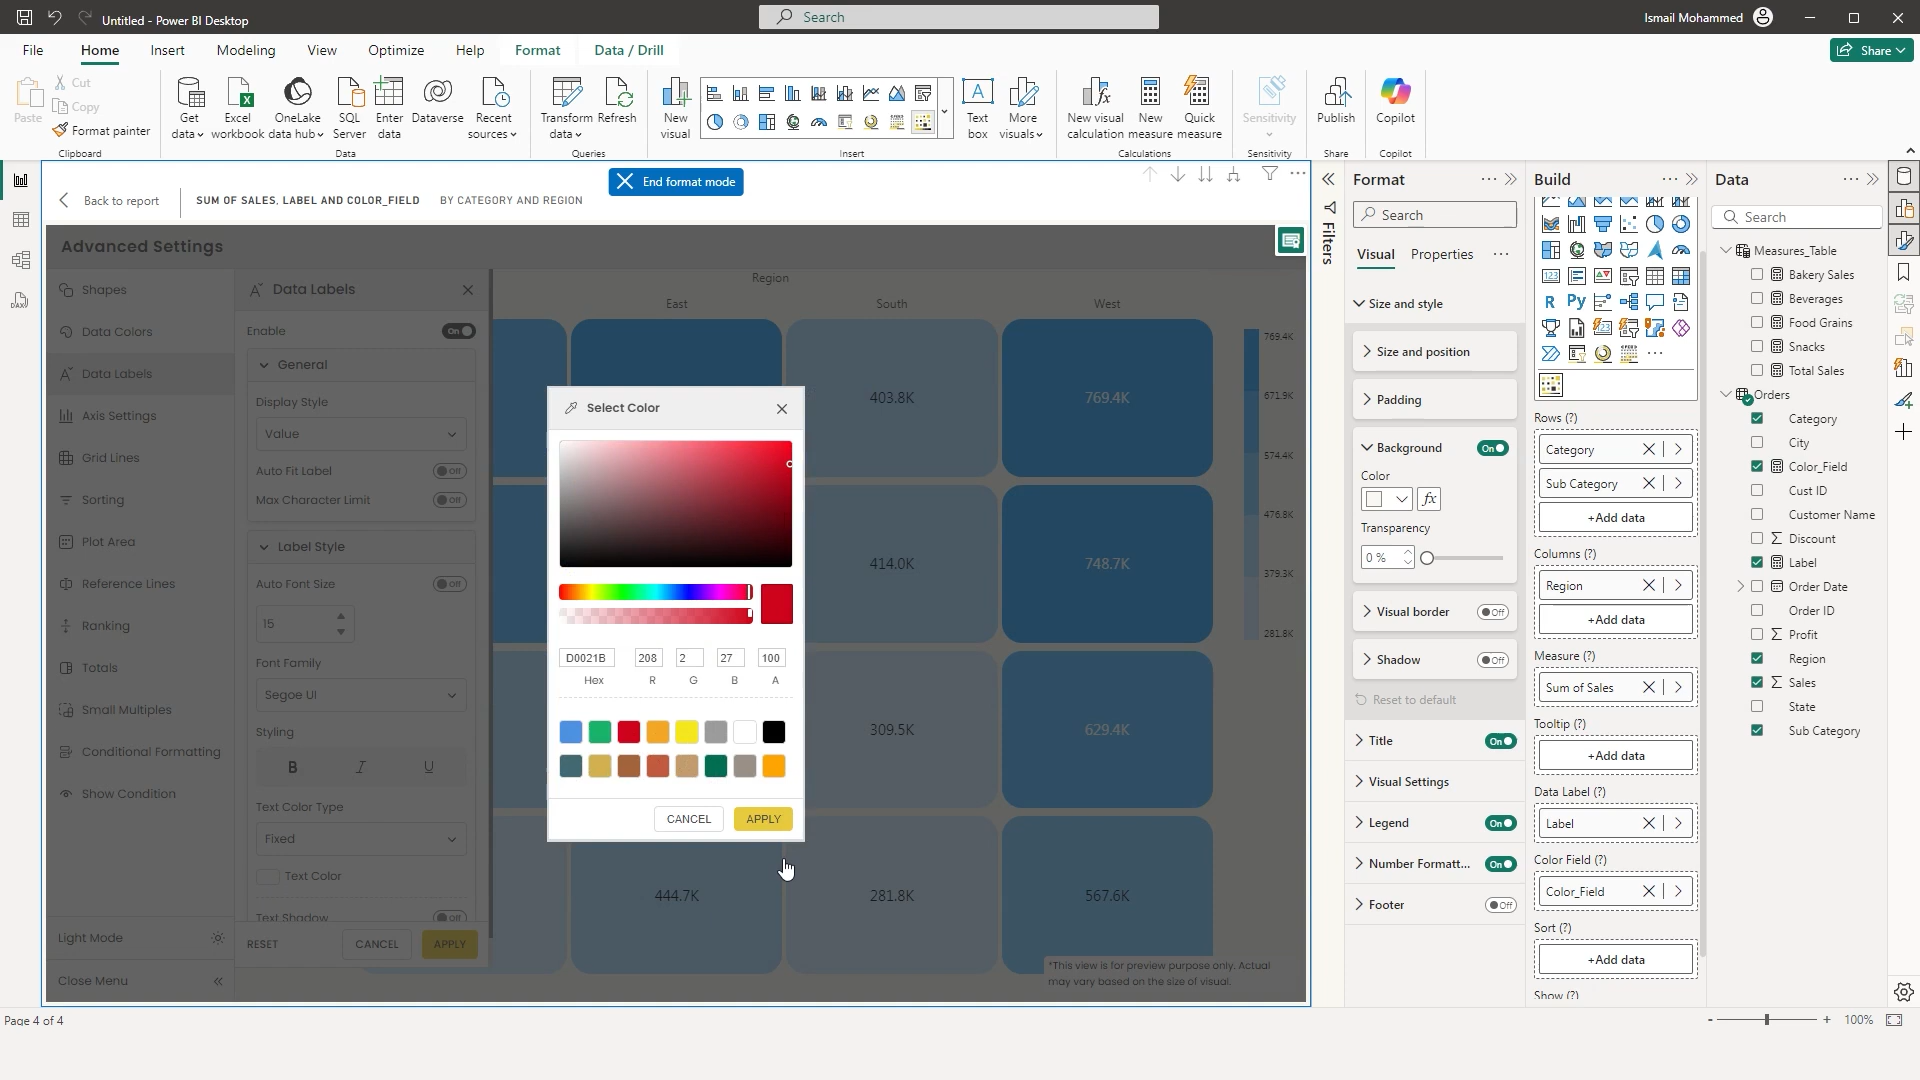 Untitled - Power BI Desktop
Search
Ismail Mohammed
File
Home
Insert
Modeling
View
Optimize
Help
Format
Data / Drill
Share
Paste
Cut
Copy
Format painter
Get data
Excel workbook
OneLake data hub
SQL Server
Enter data
Dataverse
Recent sources
Transform data
Refresh
New visual
Text box
More visuals
New visual calculation
New measure
Quick measure
Sensitivity
Publish
Copilot
Clipboard
Data
Queries
Insert
Calculations
Sensitivity
Share
Copilot
End format mode
Back to report
SUM OF SALES, LABEL AND COLOR_FIELD
BY CATEGORY AND REGION
Advanced Settings
Shapes
Data Colors
Data Labels
Axis Settings
Grid Lines
Sorting
Plot Area
Reference Lines
Ranking
Totals
Small Multiples
Conditional Formatting
Show Condition
Light Mode
Close Menu
Data Labels
Enable
On
General
Display Style
Value
Auto Fit Label
Off
Max Character Limit
Off
Label Style
Auto Font Size
Off
15
Font Family
Segoe UI
Styling
B I U
Text Color Type
Fixed
Text Color
Text Shadow
Off
RESET
CANCEL
APPLY
Region
East
South
West
403.8K
769.4K
414.0K
748.7K
309.5K
629.4K
444.7K
281.8K
567.6K
769.4K
671.9K
574.4K
476.8K
379.3K
281.8K
*This view is for preview purpose only. Actual
may vary based on the size of visual.
Select Color
D0021B
208
2
27
100
Hex
R
G
B
A
CANCEL
APPLY
Filters
Format
Search
Visual
Properties
Size and style
Size and position
Padding
Background
On
Color
fx
Transparency
0 %
Visual border
Off
Shadow
Off
Reset to default
Title
On
Visual Settings
Legend
On
Number Formatt...
On
Footer
Off
Build
123
R
Py
Rows (?)
Category
Sub Category
+Add data
Columns (?)
Region
+Add data
Measure (?)
Sum of Sales
Tooltip (?)
+Add data
Data Label (?)
Label
Color Field (?)
Color_Field
Sort (?)
+Add data
Show (?)
Data
Search
Measures_Table
Bakery Sales
Beverages
Food Grains
Snacks
Total Sales
Orders
Category
City
Color_Field
Cust ID
Customer Name
Discount
Label
Order Date
Order ID
Profit
Region
Sales
State
Sub Category
Page 4 of 4
100%